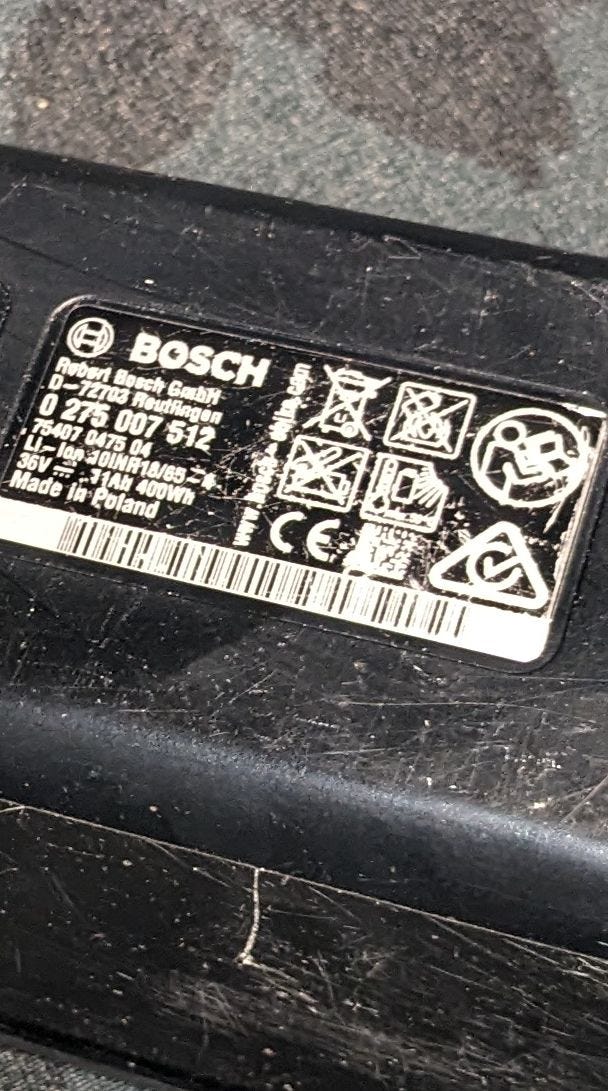 BOSCH
Robert Bosch GmbH
D-72703 Reutlingen
0 275 007 512
75407 0475 04
Li-Ion 10INR18/65-4
36V 11Ah 400Wh
Made in Poland
CE